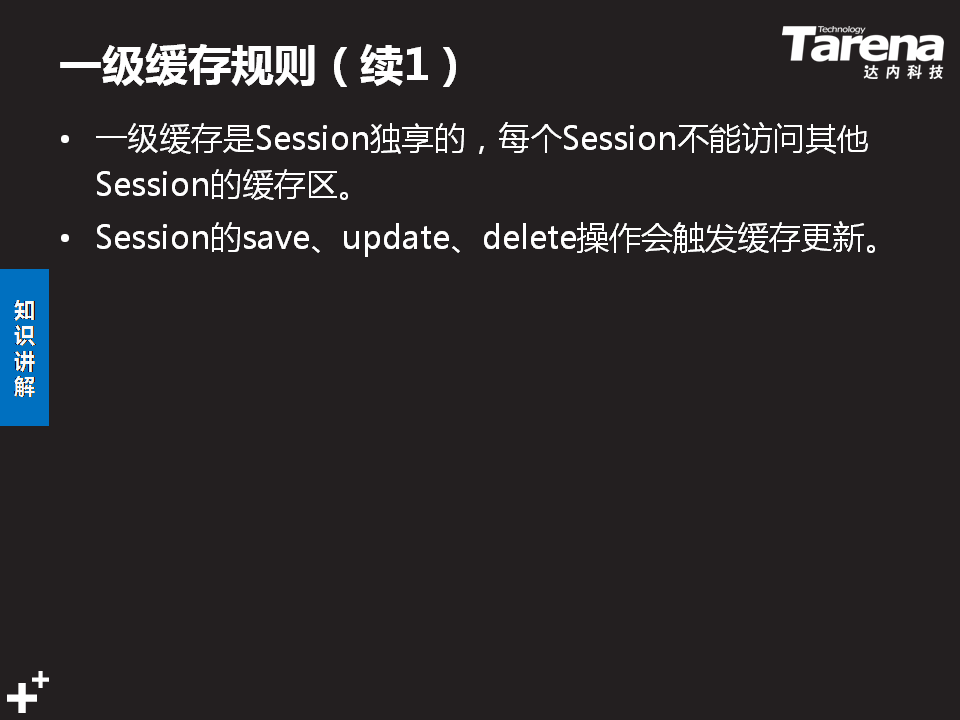 一级缓存规则（续1）
Technology
Tarena
达内科技
• 一级缓存是Session独享的，每个Session不能访问其他
Session的缓存区。
• Session的save、update、delete操作会触发缓存更新。
知
识
讲
解